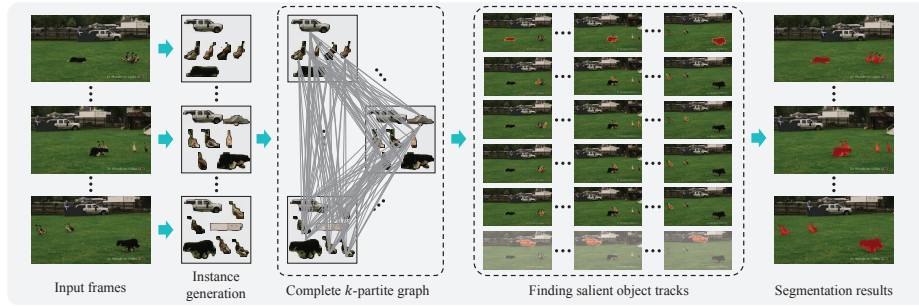 Input frames
Instance
generation
Complete k-partite graph
Finding salient object tracks
Segmentation results